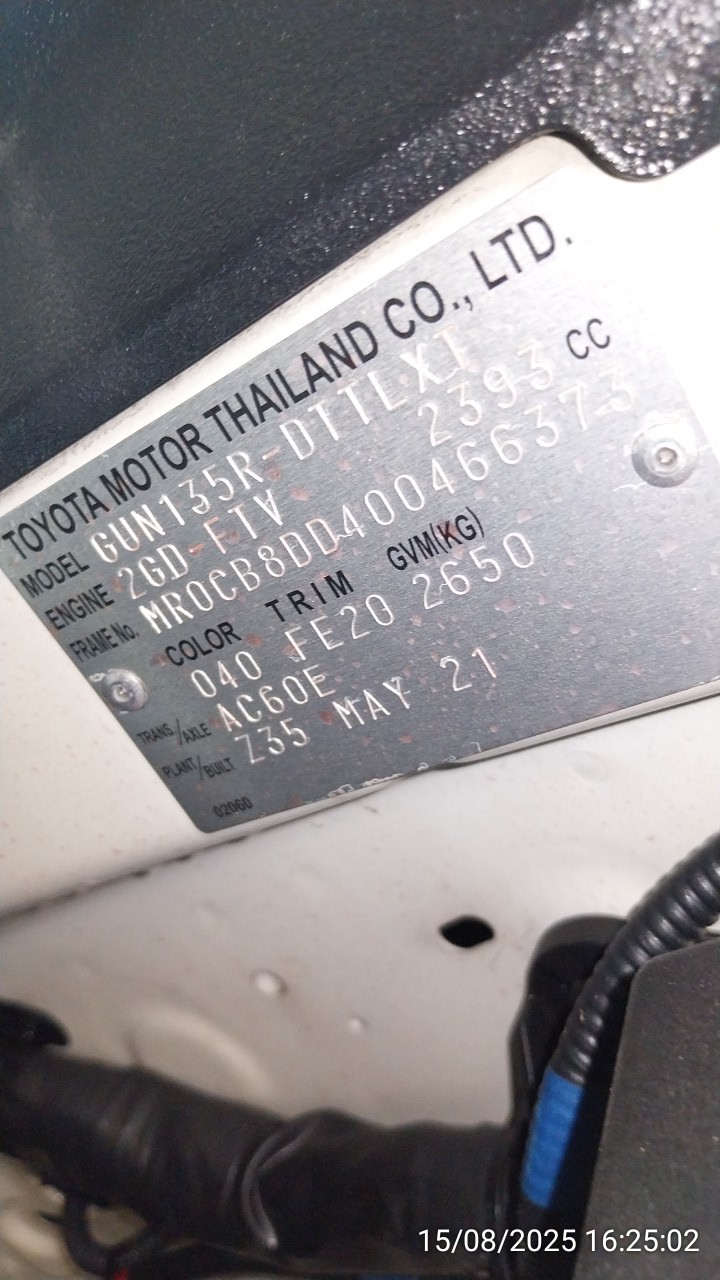 TOYOTA MOTOR THAILAND CO., LTD.
MODEL GUN135R-DTTLXT
ENGINE 2GD-FTV 2393 CC
FRAME No. MR0CB8DD400466373
COLOR TRIM GVM(KG)
040 FE20 2650
TRANS./AXLE AC60E
PLANT/BUILT Z35 MAY 21
02060
15/08/2025 16:25:02